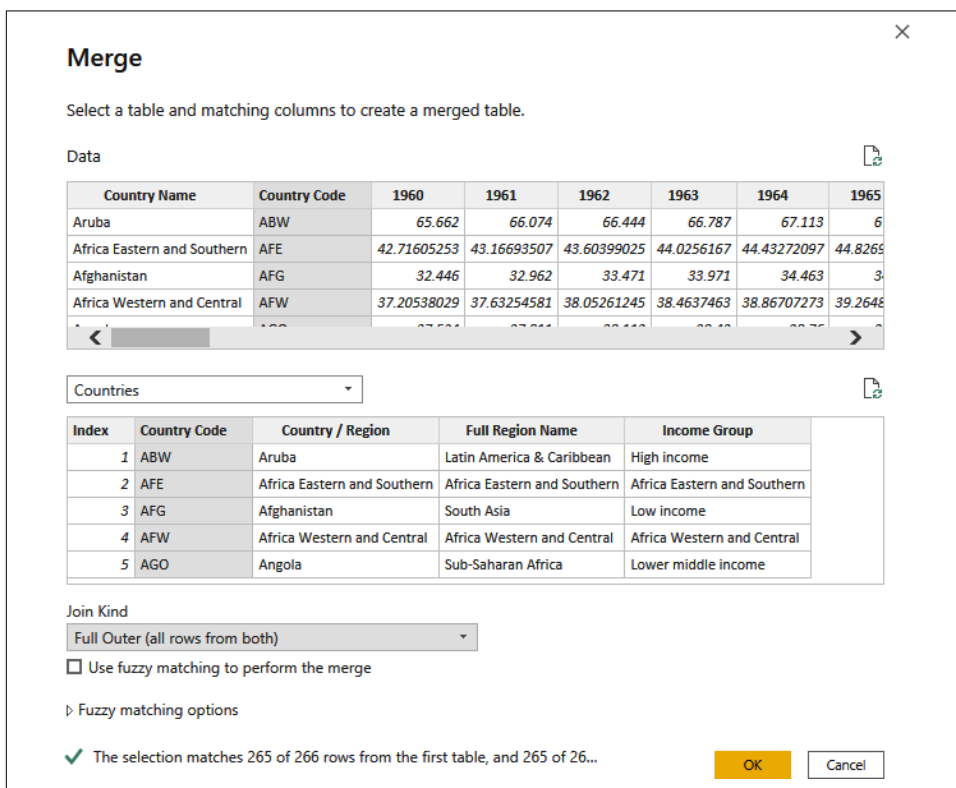 Merge
Select a table and matching columns to create a merged table.
Data
Country Name Country Code 1960 1961 1962 1963 1964 1965
Aruba ABW 65.662 66.074 66.444 66.787 67.113 6
Africa Eastern and Southern AFE 42.71605253 43.16693507 43.60399025 44.0256167 44.43272097 44.8269
Afghanistan AFG 32.446 32.962 33.471 33.971 34.463 3
Africa Western and Central AFW 37.20538029 37.63254581 38.05261245 38.4637463 38.86707273 39.2648
Countries
Index Country Code Country / Region Full Region Name Income Group
1 ABW Aruba Latin America & Caribbean High income
2 AFE Africa Eastern and Southern Africa Eastern and Southern Africa Eastern and Southern
3 AFG Afghanistan South Asia Low income
4 AFW Africa Western and Central Africa Western and Central Africa Western and Central
5 AGO Angola Sub-Saharan Africa Lower middle income
Join Kind
Full Outer (all rows from both)
Use fuzzy matching to perform the merge
Fuzzy matching options
The selection matches 265 of 266 rows from the first table, and 265 of 26...
OK Cancel